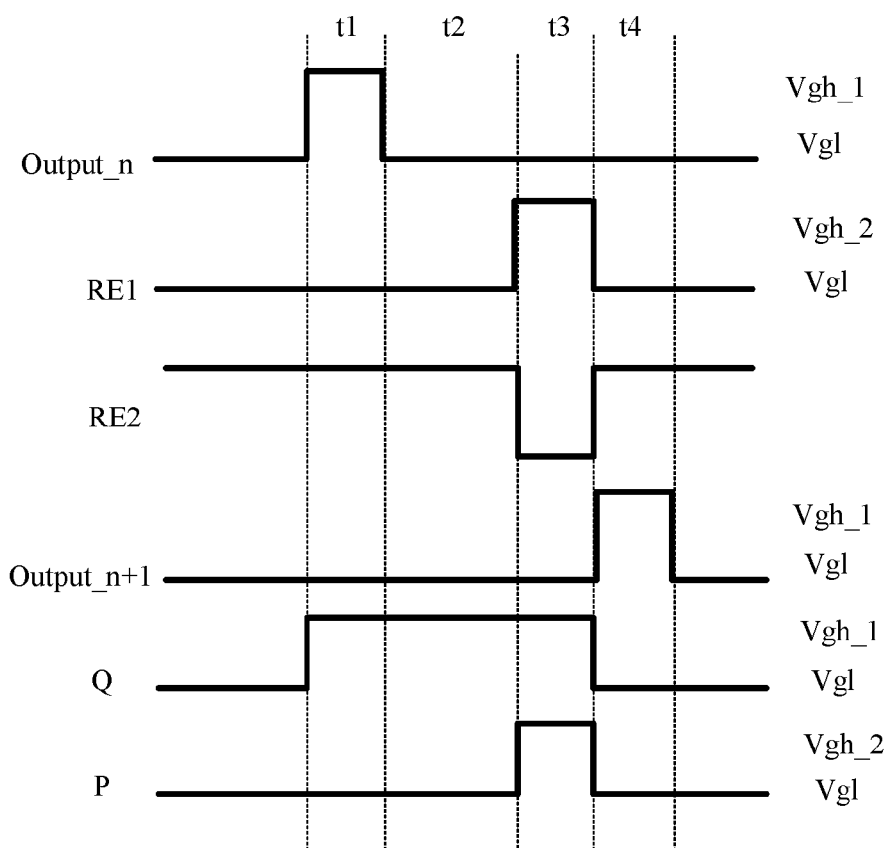 t1 t2 t3 t4
Vgh_1
Output_n Vgl
Vgh_2
RE1 Vgl
RE2
Vgh_1
Output_n+1 Vgl
Vgh_1
Q Vgl
Vgh_2
P Vgl